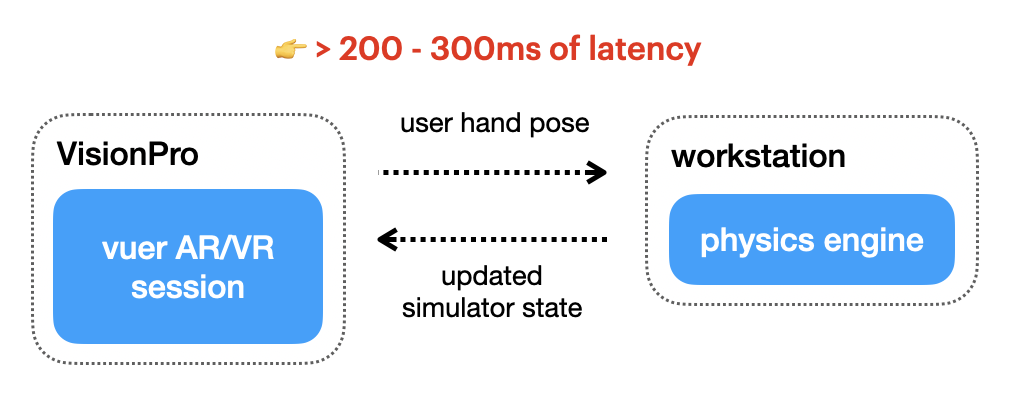 👉 > 200 - 300ms of latency
user hand pose
VisionPro
workstation
vuer AR/VR
session
physics engine
updated
simulator state